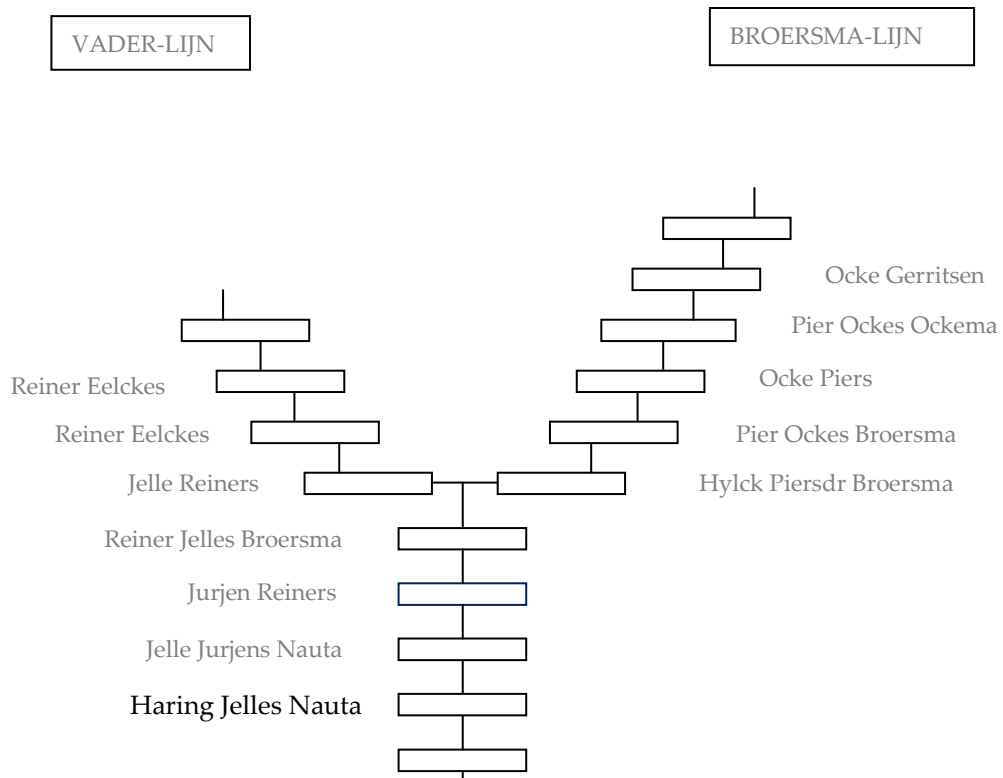 VADER-LIJN
BROERSMA-LIJN
Ocke Gerritsen
Pier Ockes Ockema
Reiner Eelckes
Ocke Piers
Reiner Eelckes
Pier Ockes Broersma
Jelle Reiners
Hylck Piersdr Broersma
Reiner Jelles Broersma
Jurjen Reiners
Jelle Jurjens Nauta
Haring Jelles Nauta